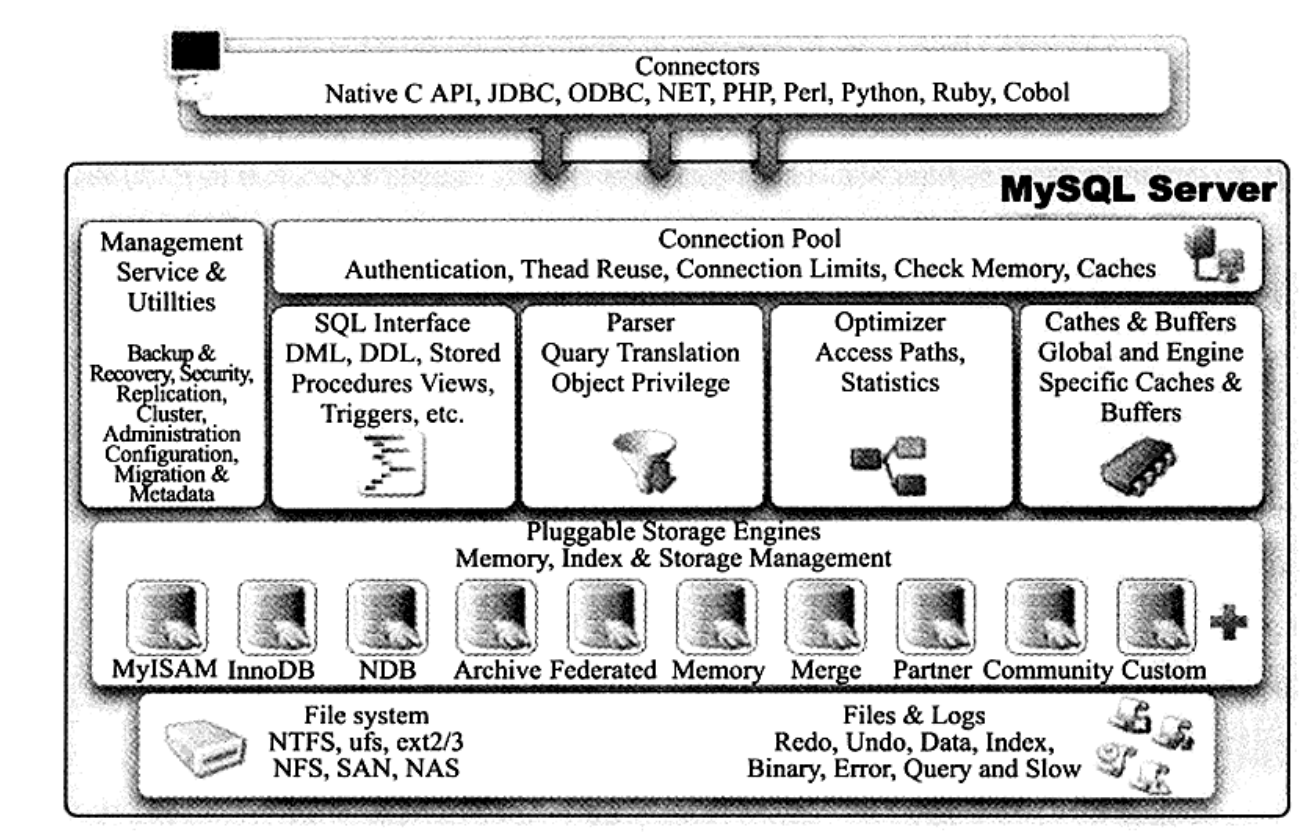 Connectors
Native C API, JDBC, ODBC, NET, PHP, Perl, Python, Ruby, Cobol
MySQL Server
Management
Service &
Utillties
Backup &
Recovery, Security,
Replication,
Cluster,
Administration
Configuration,
Migration &
Metadata
Connection Pool
Authentication, Thead Reuse, Connection Limits, Check Memory, Caches
SQL Interface
DML, DDL, Stored
Procedures Views,
Triggers, etc.
Parser
Quary Translation
Object Privilege
Optimizer
Access Paths,
Statistics
Cathes & Buffers
Global and Engine
Specific Caches &
Buffers
Pluggable Storage Engines
Memory, Index & Storage Management
MyISAM InnoDB NDB Archive Federated Memory Merge Partner Community Custom
File system
NTFS, ufs, ext2/3
NFS, SAN, NAS
Files & Logs
Redo, Undo, Data, Index,
Binary, Error, Query and Slow